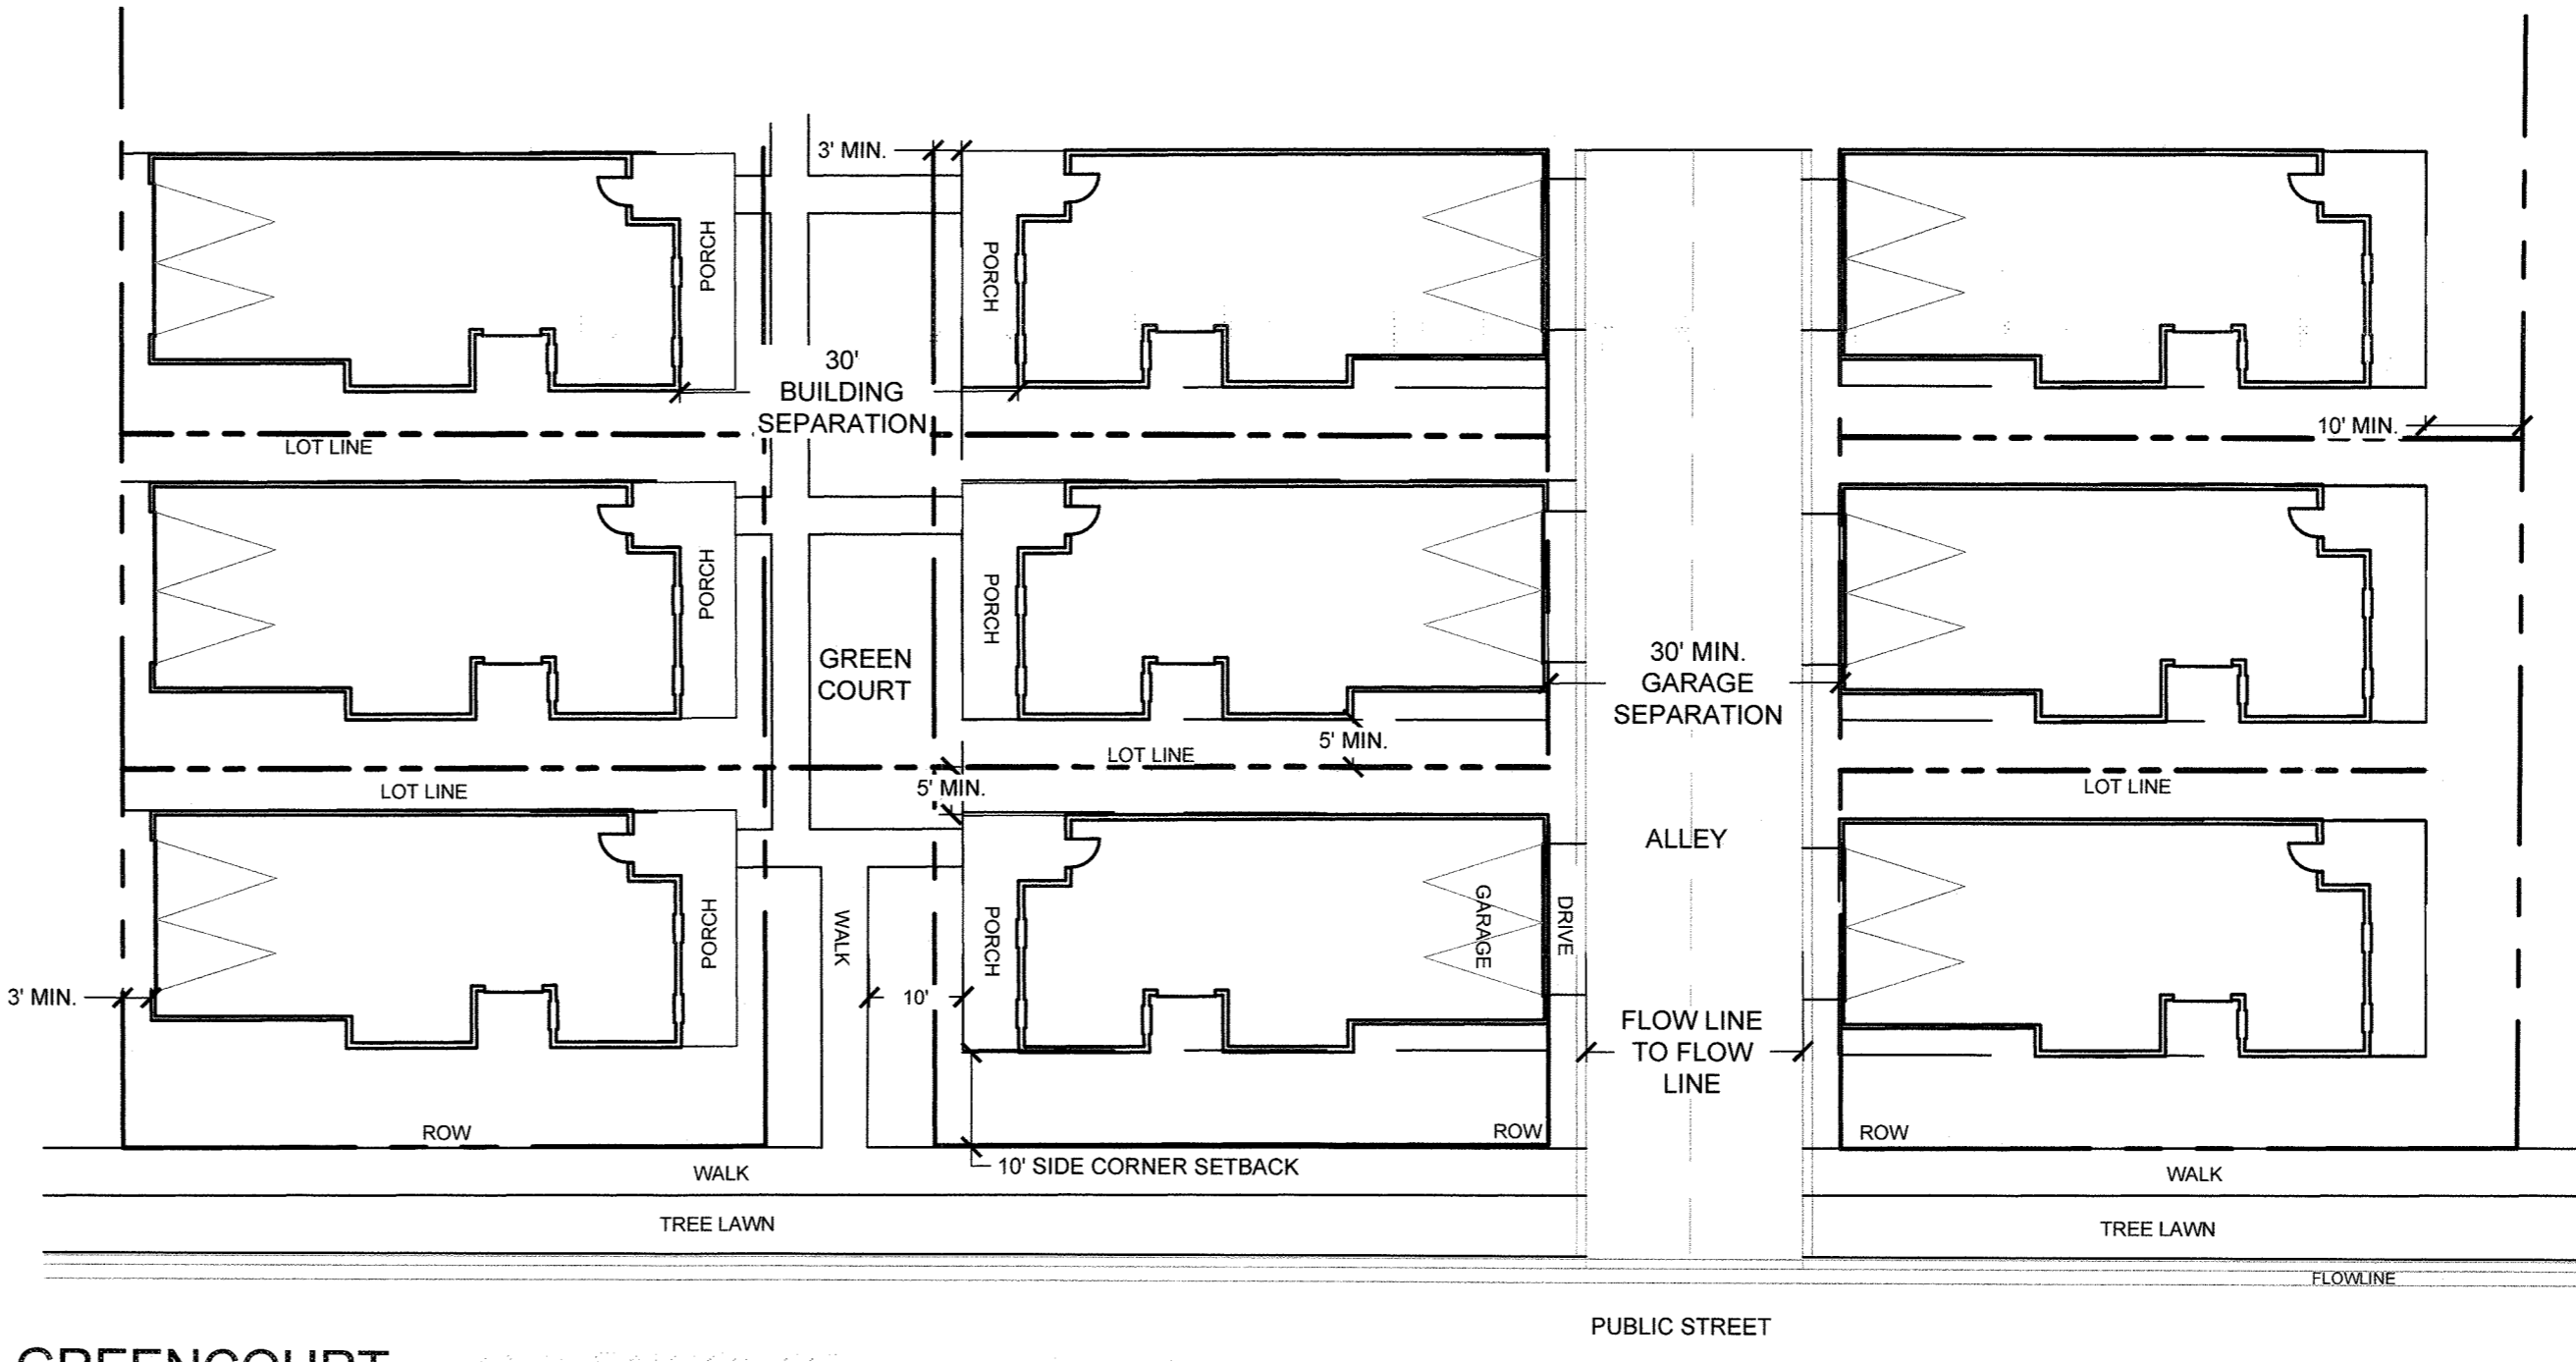 3' MIN.
PORCH
PORCH
30'
BUILDING
SEPARATION
10' MIN.
LOT LINE
PORCH
PORCH
GREEN
COURT
30' MIN.
GARAGE
SEPARATION
5' MIN.
LOT LINE
5' MIN.
LOT LINE
LOT LINE
ALLEY
PORCH
WALK
PORCH
GARAGE
DRIVE
3' MIN.
10'
FLOW LINE
TO FLOW
LINE
ROW
ROW
ROW
10' SIDE CORNER SETBACK
WALK
WALK
TREE LAWN
TREE LAWN
FLOWLINE
PUBLIC STREET
GREENCOURT